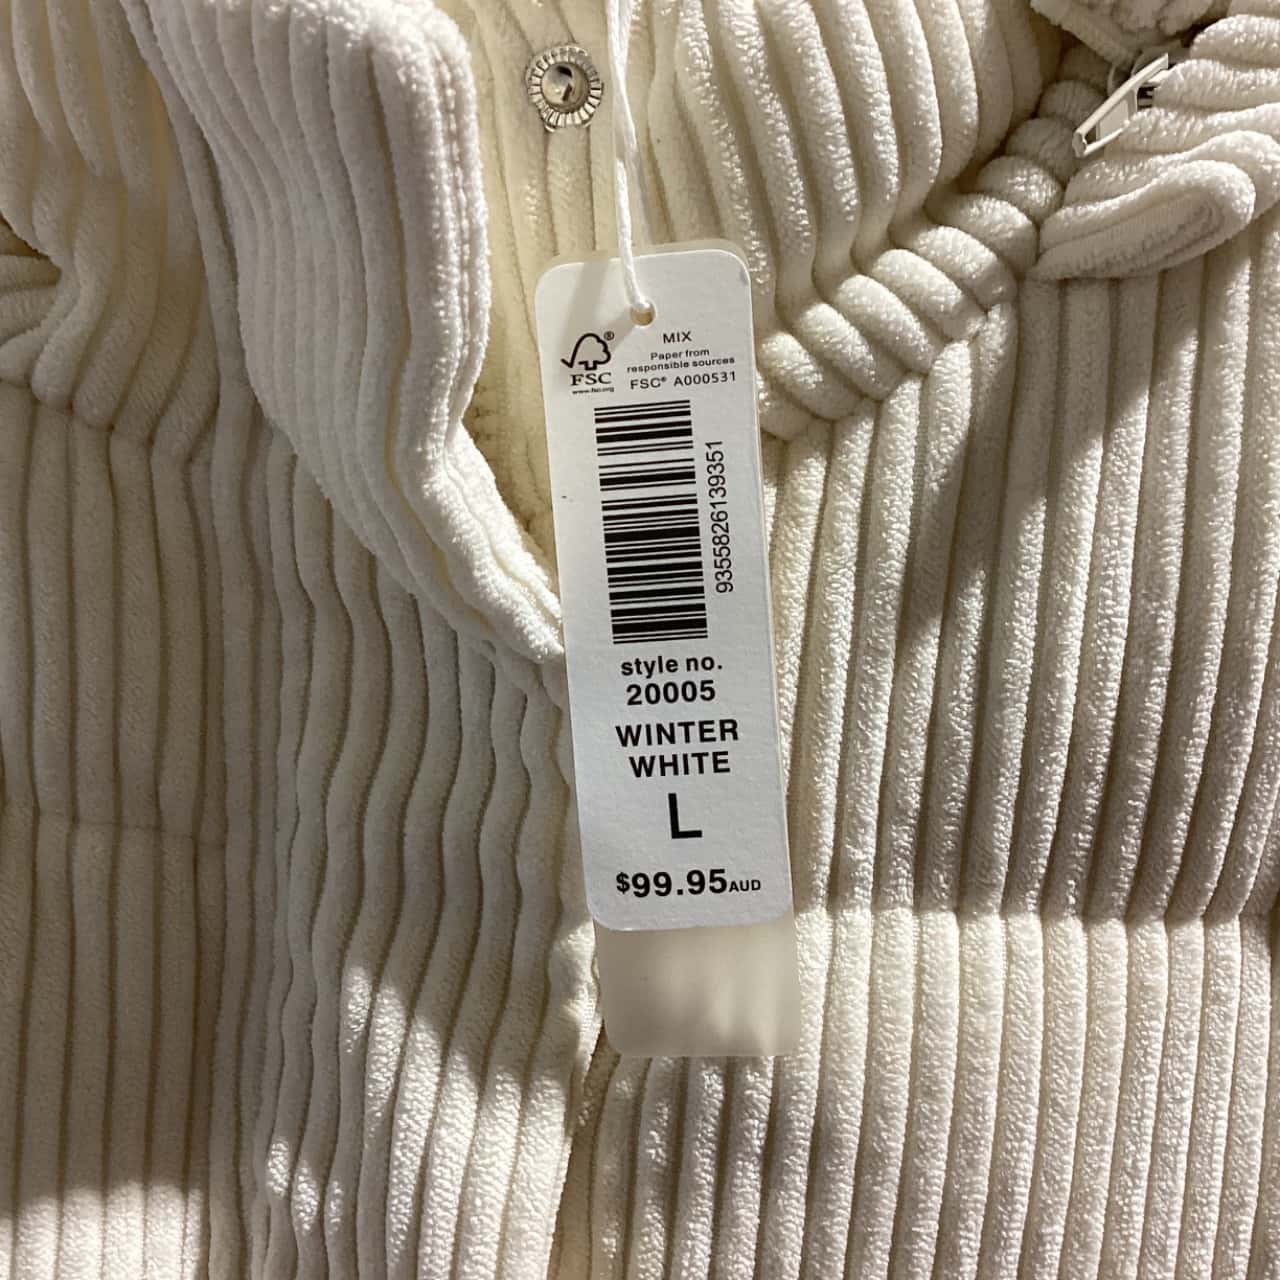 ®
FSC
www.fsc.org
MIX
Paper from
responsible sources
FSC® A000531
9355826139351
style no.
20005
WINTER
WHITE
L
$99.95AUD